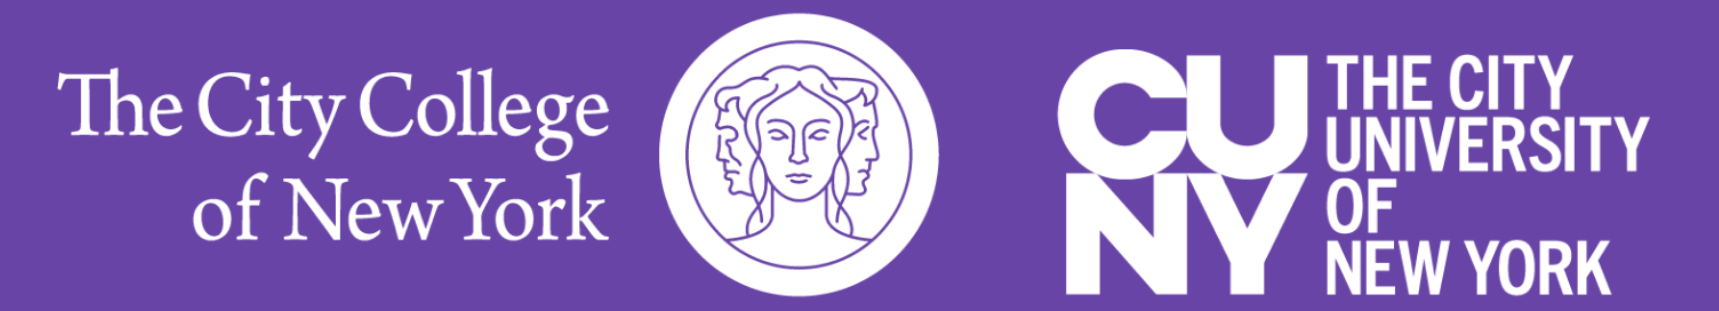 The City College
of New York
CU
NY
THE CITY
UNIVERSITY
OF
NEW YORK